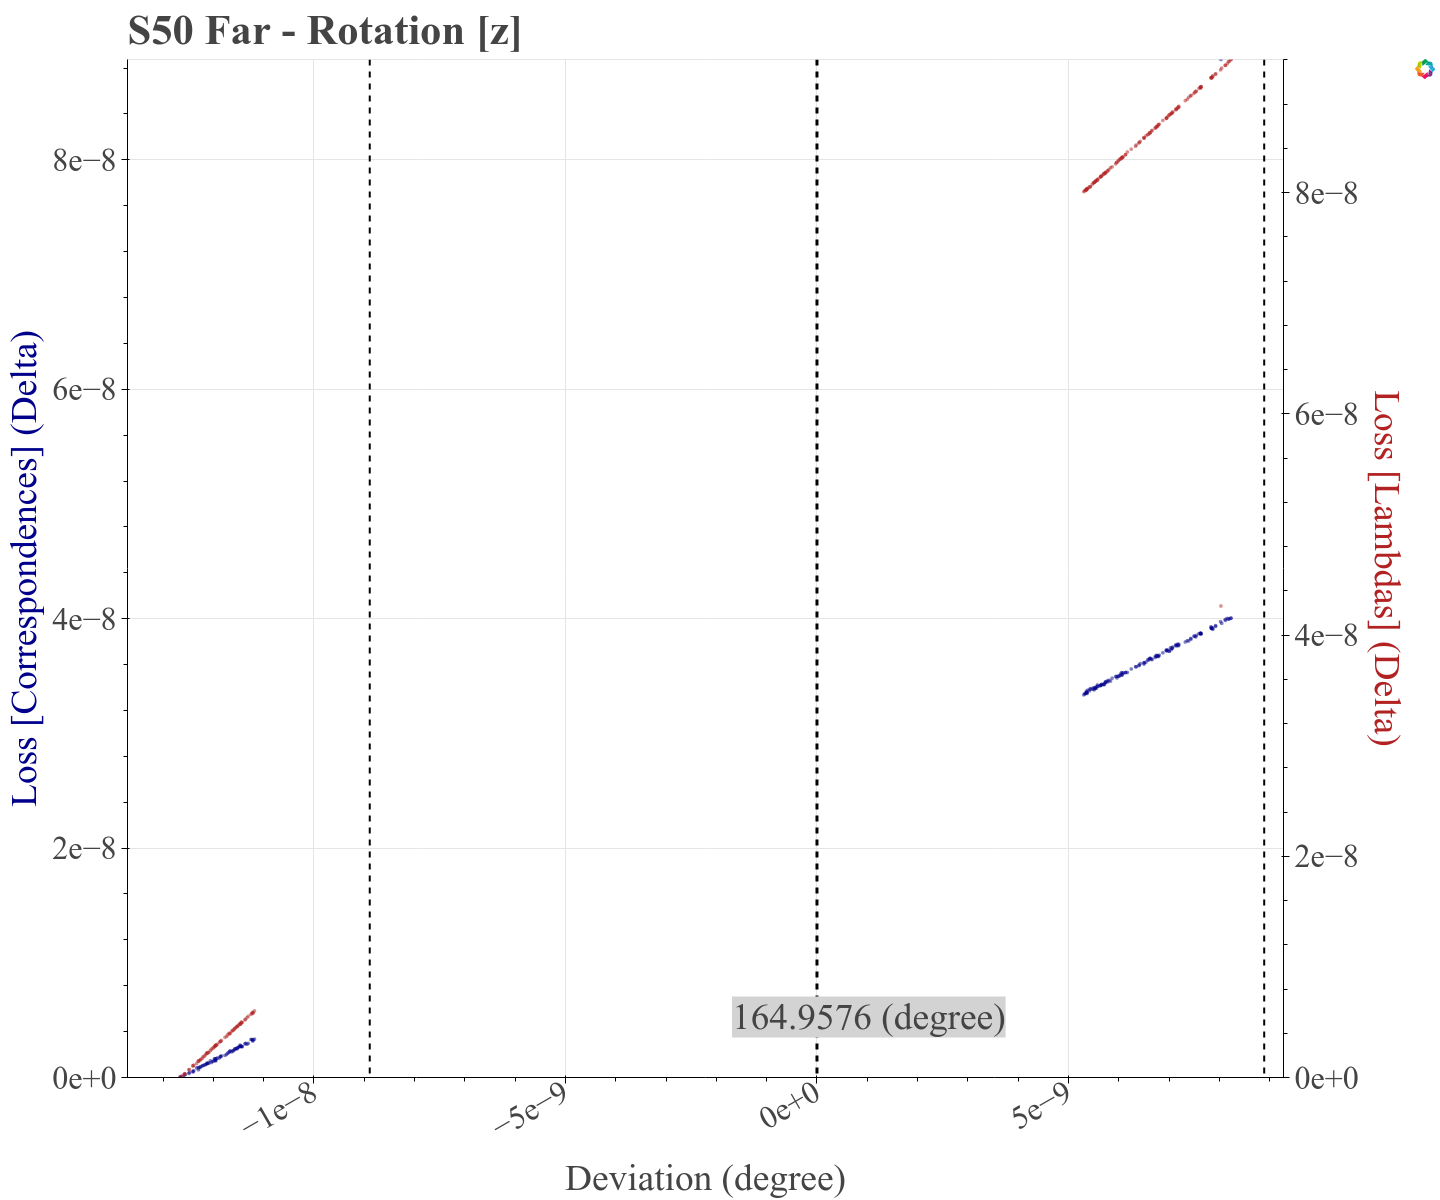 S50 Far - Rotation [z]
8e−8
6e−8
4e−8
2e−8
0e+0
Loss [Correspondences] (Delta)
8e−8
6e−8
4e−8
2e−8
0e+0
Loss [Lambdas] (Delta)
164.9576 (degree)
−1e−8
−5e−9
0e+0
5e−9
Deviation (degree)